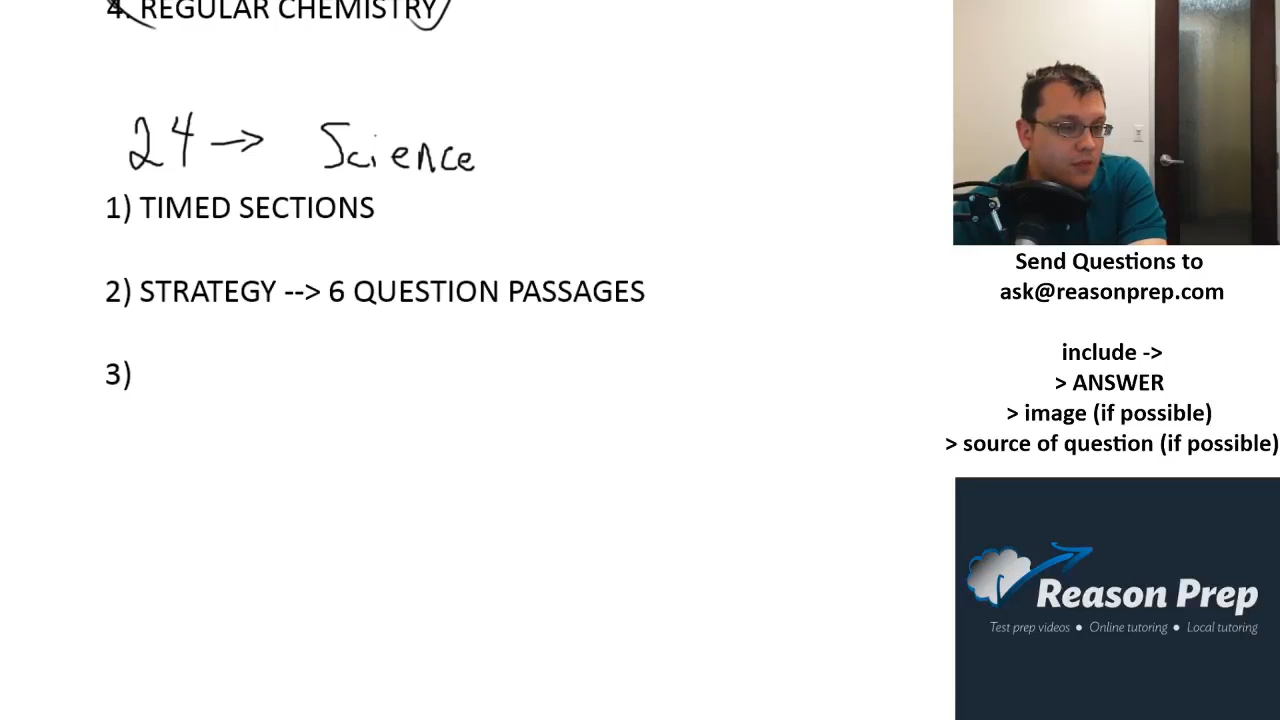 4. REGULAR CHEMISTRY
24 → Science
1) TIMED SECTIONS
2) STRATEGY --> 6 QUESTION PASSAGES
3)
Send Questions to
ask@reasonprep.com
include ->
> ANSWER
> image (if possible)
> source of question (if possible)
Reason Prep
Test prep videos • Online tutoring • Local tutoring